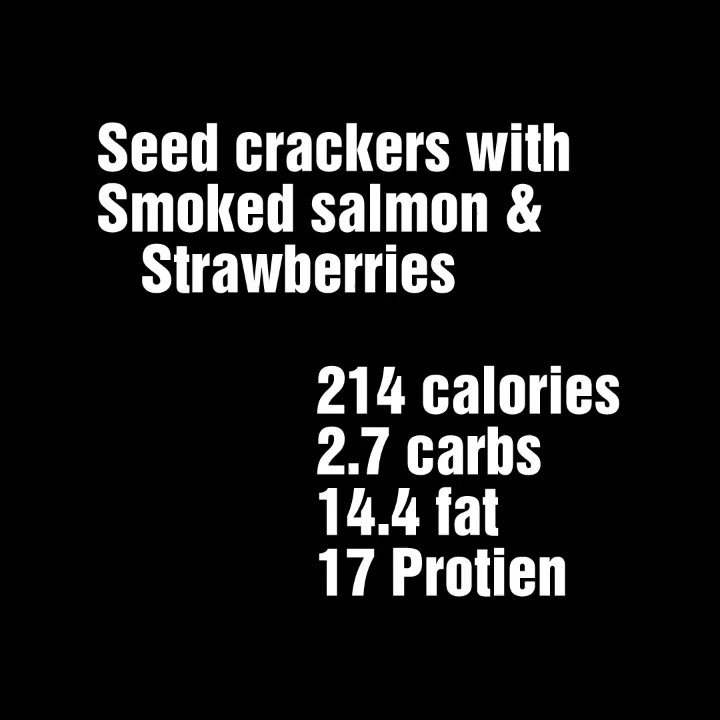 Seed crackers with
Smoked salmon &
Strawberries
214 calories
2.7 carbs
14.4 fat
17 Protien